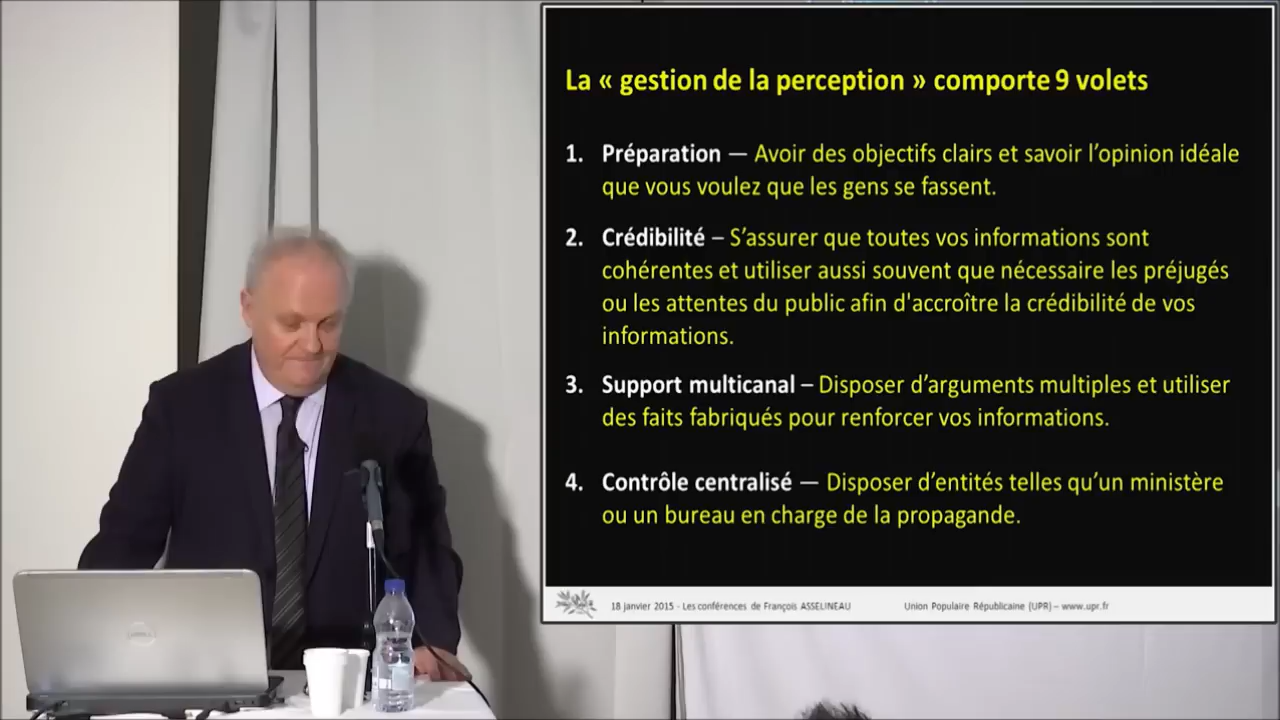 La « gestion de la perception » comporte 9 volets
1. Préparation — Avoir des objectifs clairs et savoir l’opinion idéale
que vous voulez que les gens se fassent.
2. Crédibilité – S’assurer que toutes vos informations sont
cohérentes et utiliser aussi souvent que nécessaire les préjugés
ou les attentes du public afin d'accroître la crédibilité de vos
informations.
3. Support multicanal – Disposer d’arguments multiples et utiliser
des faits fabriqués pour renforcer vos informations.
4. Contrôle centralisé — Disposer d’entités telles qu’un ministère
ou un bureau en charge de la propagande.
18 janvier 2015 - Les conférences de François ASSELINEAU Union Populaire Républicaine (UPR) – www.upr.fr